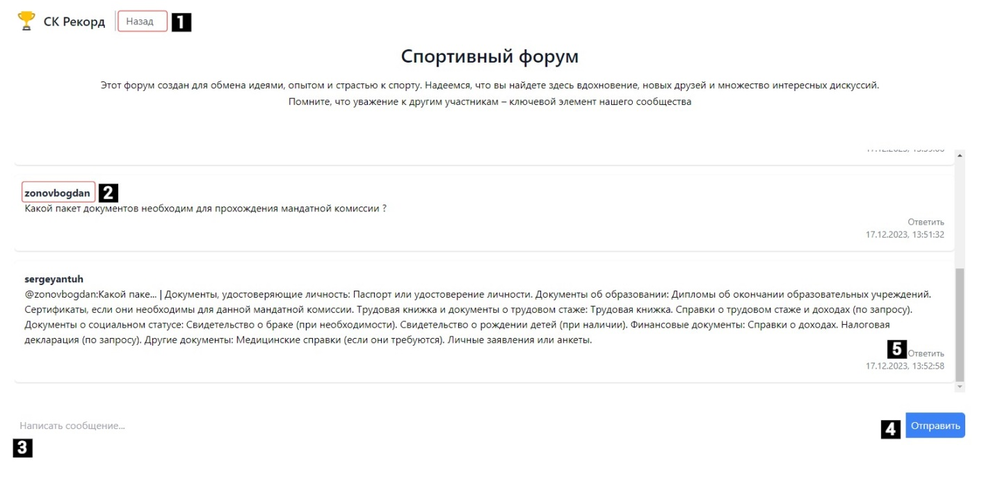 СК Рекорд Назад 1
Спортивный форум
Этот форум создан для обмена идеями, опытом и страстью к спорту. Надеемся, что вы найдете здесь вдохновение, новых друзей и множество интересных дискуссий.
Помните, что уважение к другим участникам – ключевой элемент нашего сообщества
zonovbogdan 2
Какой пакет документов необходим для прохождения мандатной комиссии ?
Ответить
17.12.2023, 13:51:32
sergeyantuh
@zonovbogdan:Какой паке... | Документы, удостоверяющие личность: Паспорт или удостоверение личности. Документы об образовании: Дипломы об окончании образовательных учреждений.
Сертификаты, если они необходимы для данной мандатной комиссии. Трудовая книжка и документы о трудовом стаже: Трудовая книжка. Справки о трудовом стаже и доходах (по запросу).
Документы о социальном статусе: Свидетельство о браке (при необходимости). Свидетельство о рождении детей (при наличии). Финансовые документы: Справки о доходах. Налоговая
декларация (по запросу). Другие документы: Медицинские справки (если они требуются). Личные заявления или анкеты.
5 Ответить
17.12.2023, 13:52:58
Написать сообщение...
4 Отправить
3